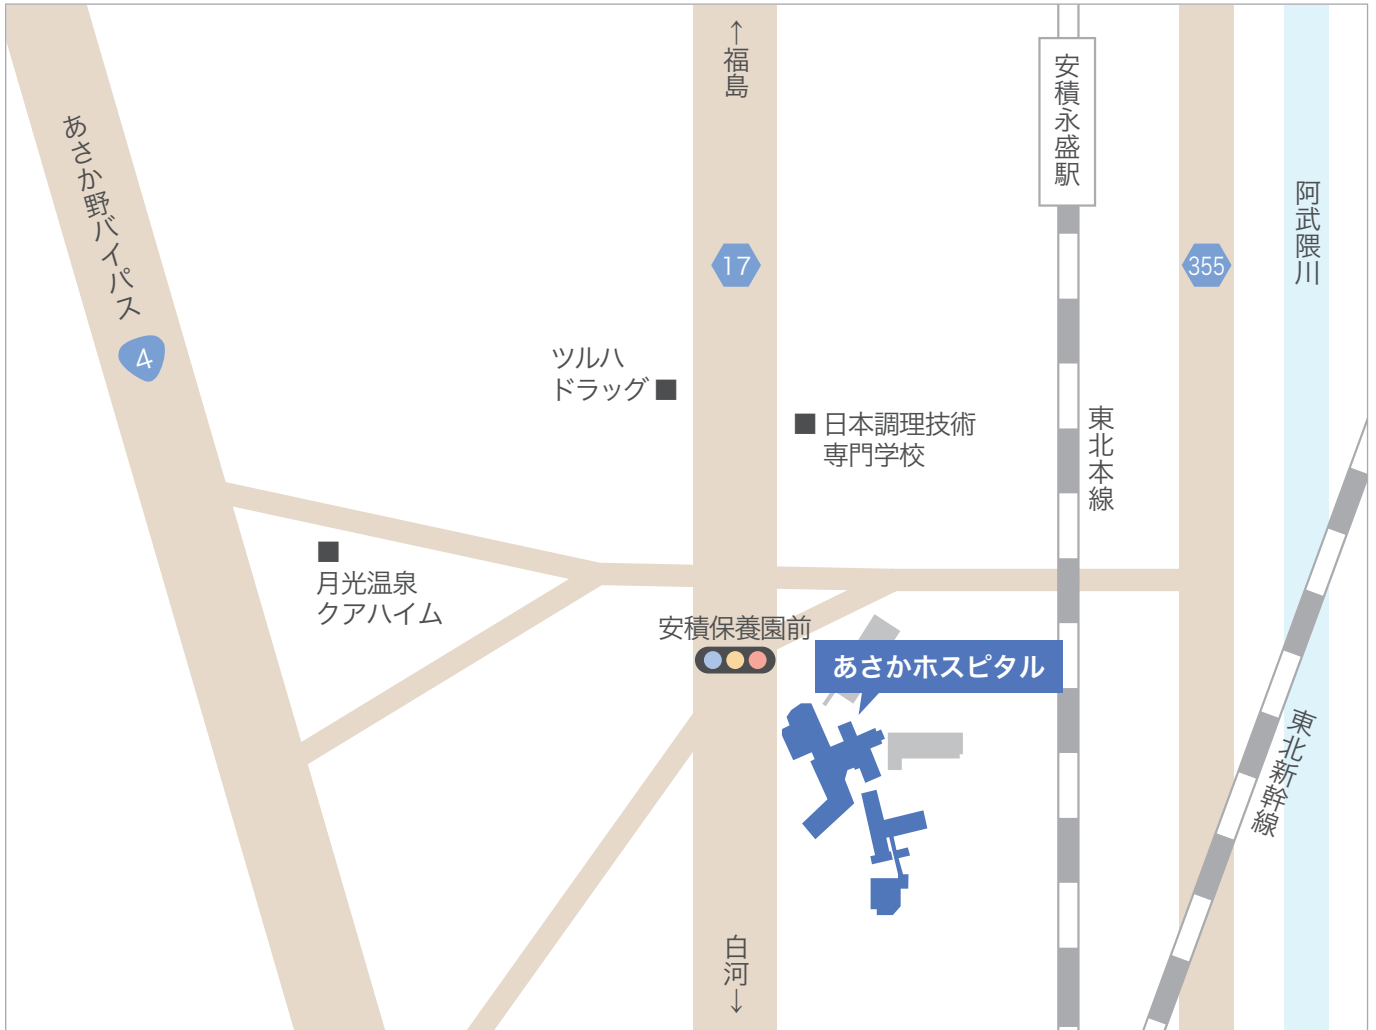 ↑福島
安積永盛駅
あさか野バイパス
阿武隈川
17
355
4
ツルハ
ドラッグ
日本調理技術
専門学校
東北本線
月光温泉
クアハイム
安積保養園前
あさかホスピタル
東北新幹線
白河↓